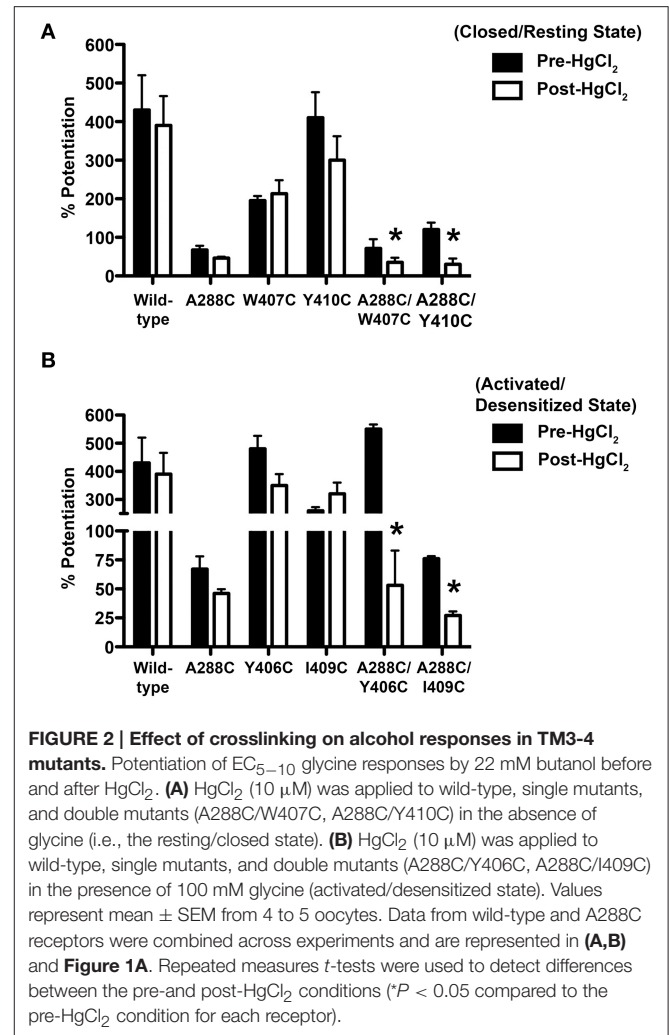 A
(Closed/Resting State)
Pre-HgCl₂
Post-HgCl₂
% Potentiation
600
500
400
300
200
100
0
Wild-type
A288C
W407C
Y410C
A288C/W407C
A288C/Y410C
*
*
B
(Activated/
Desensitized State)
Pre-HgCl₂
Post-HgCl₂
% Potentiation
600
500
400
300
100
75
50
25
0
Wild-type
A288C
Y406C
I409C
A288C/Y406C
A288C/I409C
*
*
FIGURE 2 | Effect of crosslinking on alcohol responses in TM3-4
mutants. Potentiation of EC₅₋₁₀ glycine responses by 22 mM butanol before
and after HgCl₂. (A) HgCl₂ (10 μM) was applied to wild-type, single mutants,
and double mutants (A288C/W407C, A288C/Y410C) in the absence of
glycine (i.e., the resting/closed state). (B) HgCl₂ (10 μM) was applied to
wild-type, single mutants, and double mutants (A288C/Y406C, A288C/I409C)
in the presence of 100 mM glycine (activated/desensitized state). Values
represent mean ± SEM from 4 to 5 oocytes. Data from wild-type and A288C
receptors were combined across experiments and are represented in (A,B)
and Figure 1A. Repeated measures t-tests were used to detect differences
between the pre-and post-HgCl₂ conditions (*P < 0.05 compared to the
pre-HgCl₂ condition for each receptor).